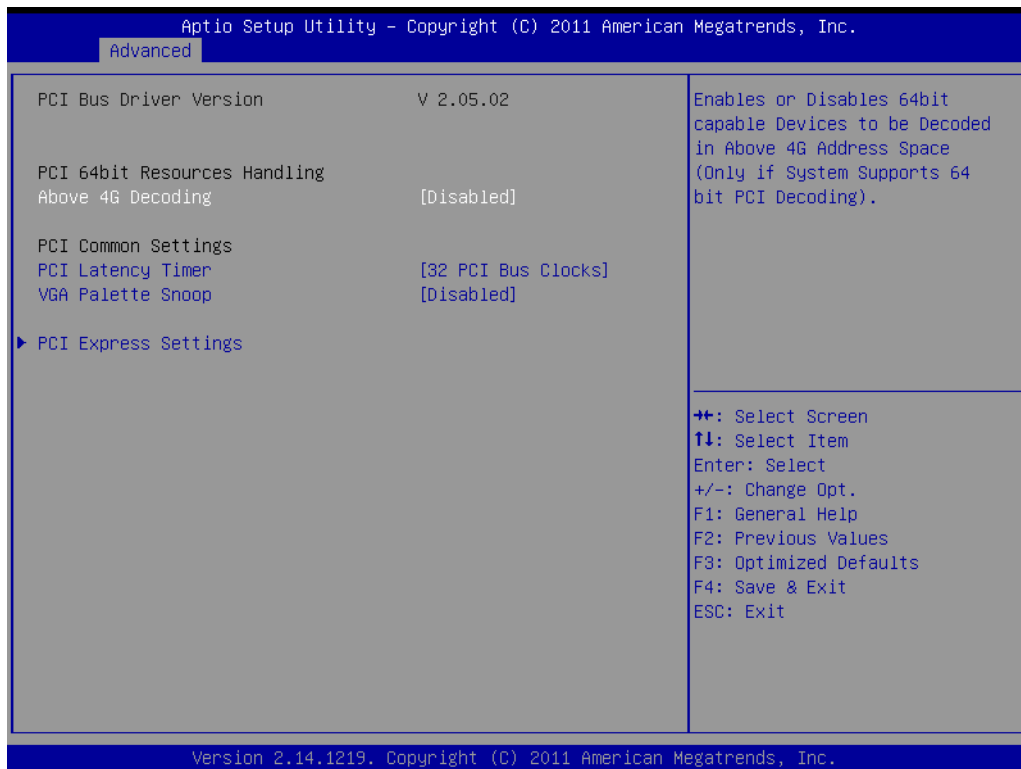 Aptio Setup Utility – Copyright (C) 2011 American Megatrends, Inc.
Advanced
PCI Bus Driver Version V 2.05.02
PCI 64bit Resources Handling
Above 4G Decoding [Disabled]
PCI Common Settings
PCI Latency Timer [32 PCI Bus Clocks]
VGA Palette Snoop [Disabled]
▶ PCI Express Settings
Enables or Disables 64bit
capable Devices to be Decoded
in Above 4G Address Space
(Only if System Supports 64
bit PCI Decoding).
→←: Select Screen
↑↓: Select Item
Enter: Select
+/-: Change Opt.
F1: General Help
F2: Previous Values
F3: Optimized Defaults
F4: Save & Exit
ESC: Exit
Version 2.14.1219. Copyright (C) 2011 American Megatrends, Inc.